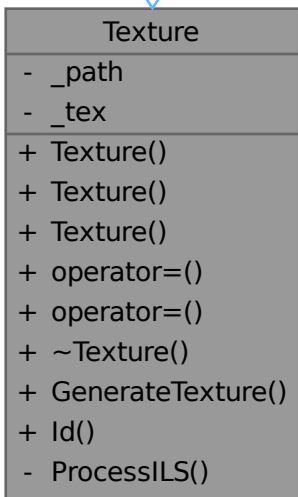 Texture
- _path
- _tex
+ Texture()
+ Texture()
+ Texture()
+ operator=()
+ operator=()
+ ~Texture()
+ GenerateTexture()
+ Id()
- ProcessILS()